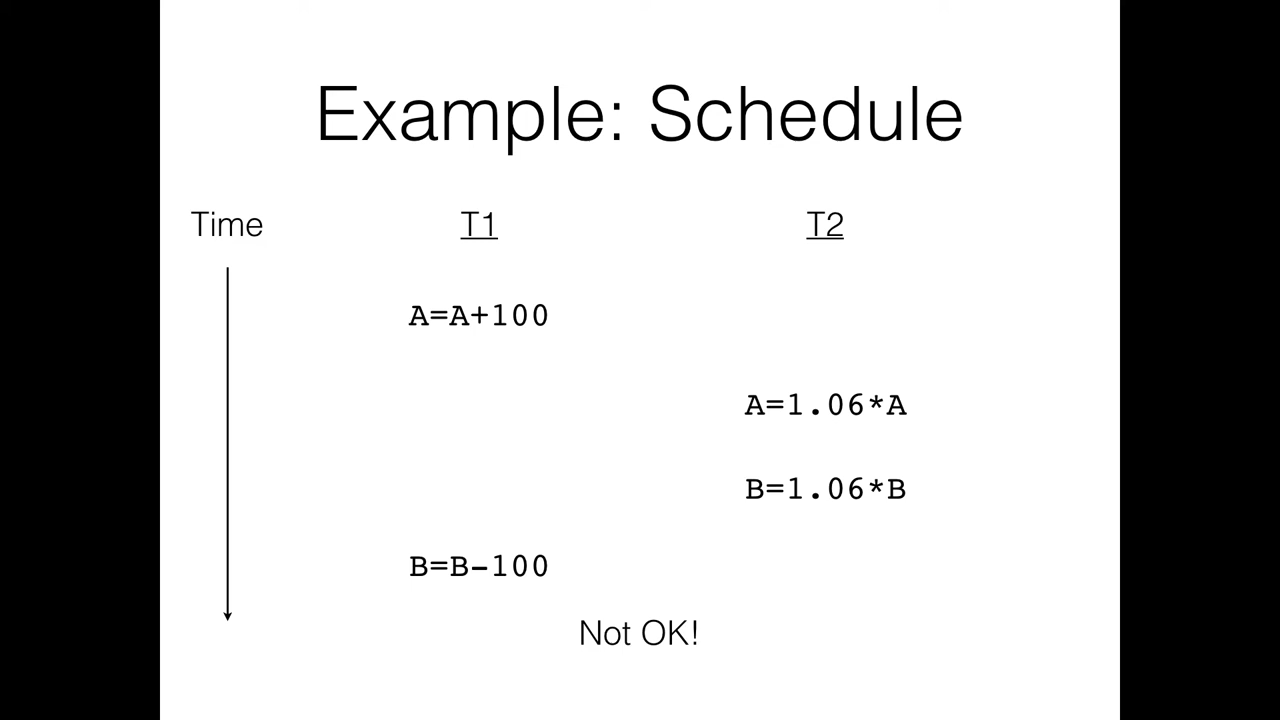 Example: Schedule
Time T1 T2
A=A+100
A=1.06*A
B=1.06*B
B=B-100
Not OK!